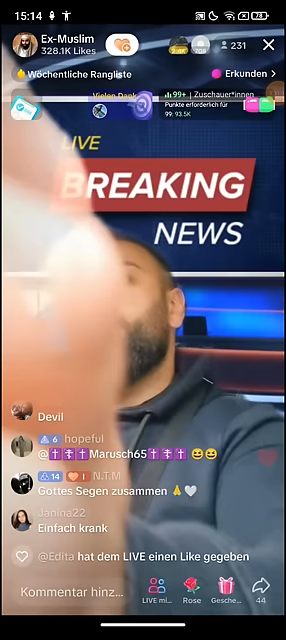 15:14
78
Ex-Muslim
328.1K Likes
231
Wöchentliche Rangliste
Erkunden >
Vielen Dank
99+ | Zuschauer*innen
Punkte erforderlich für
99: 93.5K
LIVE
BREAKING
NEWS
Devil
6 hopeful
@✝️☦️✝️Marusch65✝️☦️✝️ 😄😄
14 1 N.T.M
Gottes Segen zusammen 🙏🤍
Janina22
Einfach krank
@Edita hat dem LIVE einen Like gegeben
Kommentar hinz...
LIVE mi...
Rose
Gesche...
44